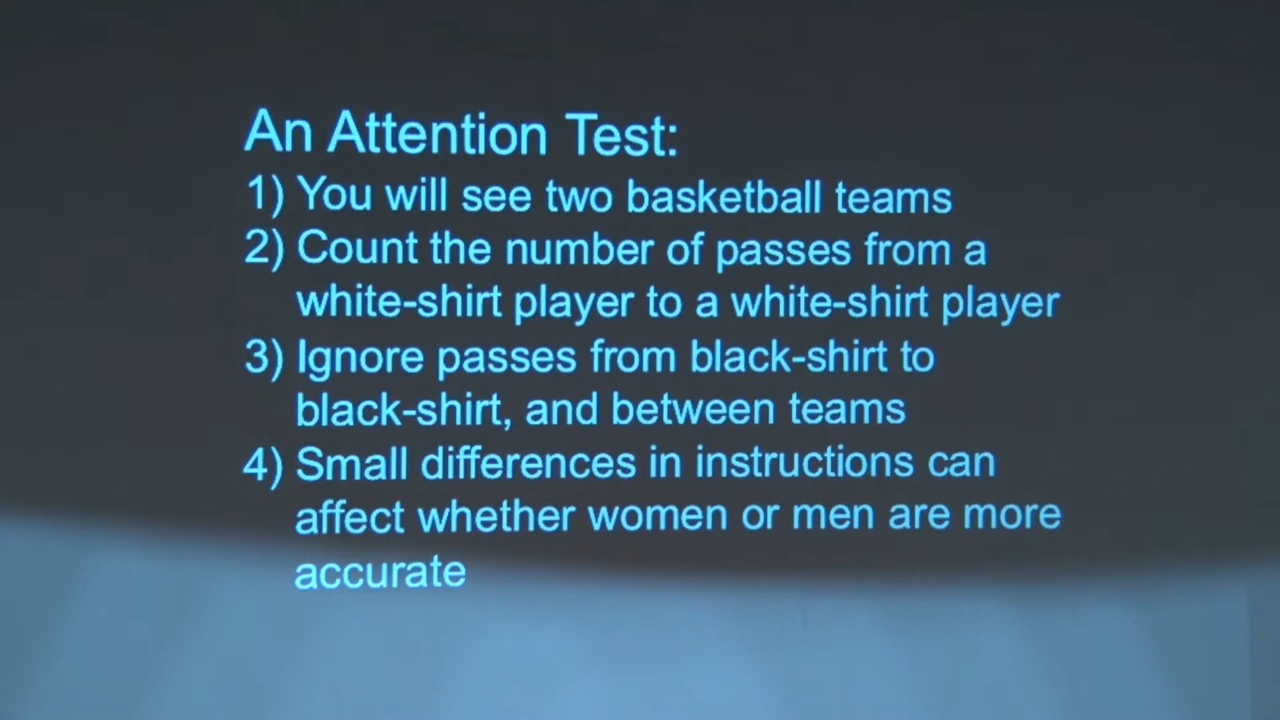 An Attention Test:
1) You will see two basketball teams
2) Count the number of passes from a
white-shirt player to a white-shirt player
3) Ignore passes from black-shirt to
black-shirt, and between teams
4) Small differences in instructions can
affect whether women or men are more
accurate